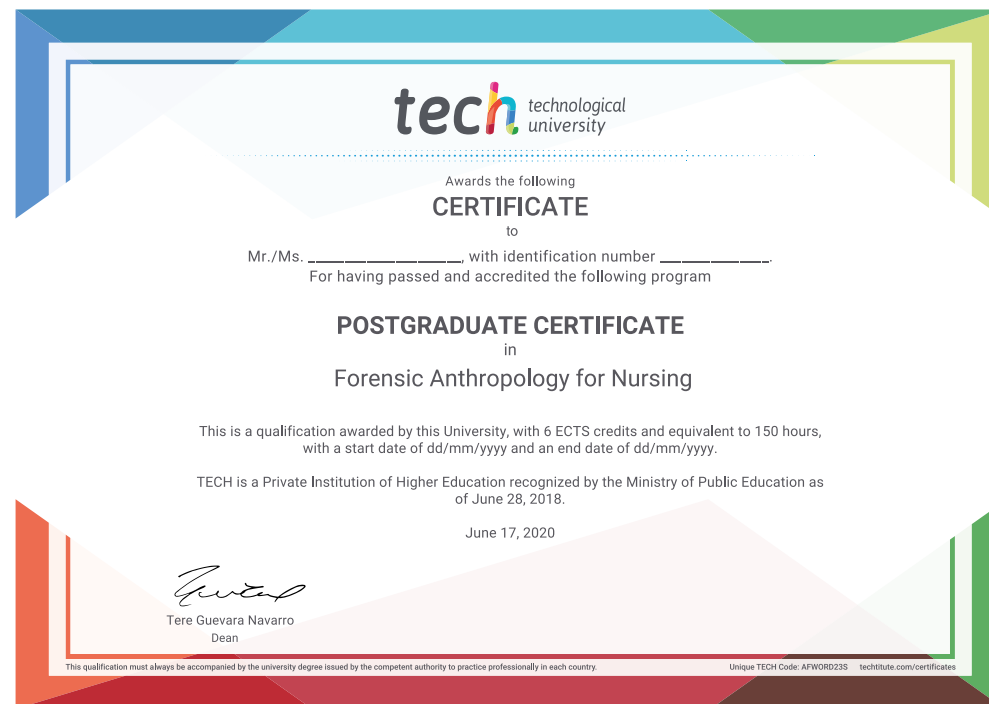 tech technological
university
Awards the following
CERTIFICATE
to
Mr./Ms. ____________________, with identification number ______________.
For having passed and accredited the following program
POSTGRADUATE CERTIFICATE
in
Forensic Anthropology for Nursing
This is a qualification awarded by this University, with 6 ECTS credits and equivalent to 150 hours,
with a start date of dd/mm/yyyy and an end date of dd/mm/yyyy.
TECH is a Private Institution of Higher Education recognized by the Ministry of Public Education as
of June 28, 2018.
June 17, 2020
Tere Guevara Navarro
Dean
This qualification must always be accompanied by the university degree issued by the competent authority to practice professionally in each country.
Unique TECH Code: AFWORD23S techtitute.com/certificates